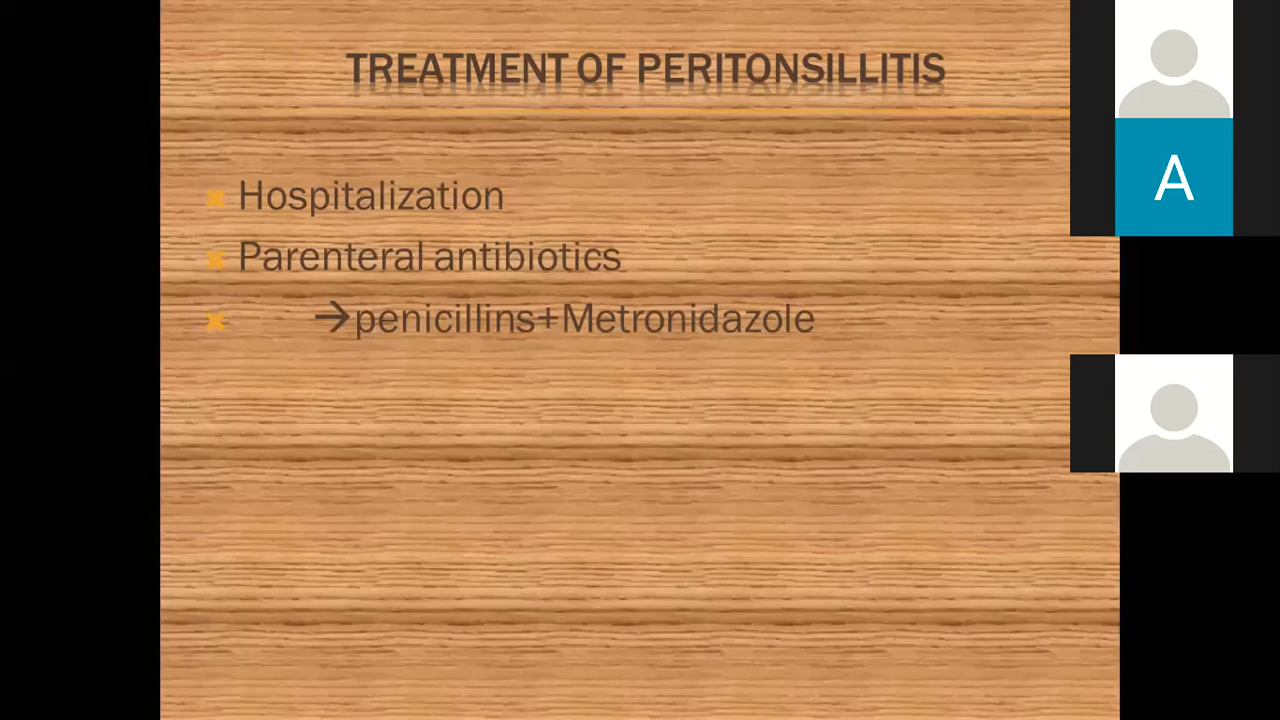 TREATMENT OF PERITONSILLITIS
Hospitalization
Parenteral antibiotics
→penicillins+Metronidazole
A